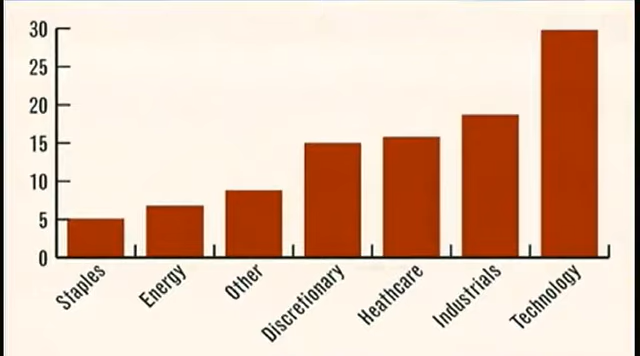 30
25
20
15
10
5
0
Staples
Energy
Other
Discretionary
Heathcare
Industrials
Technology